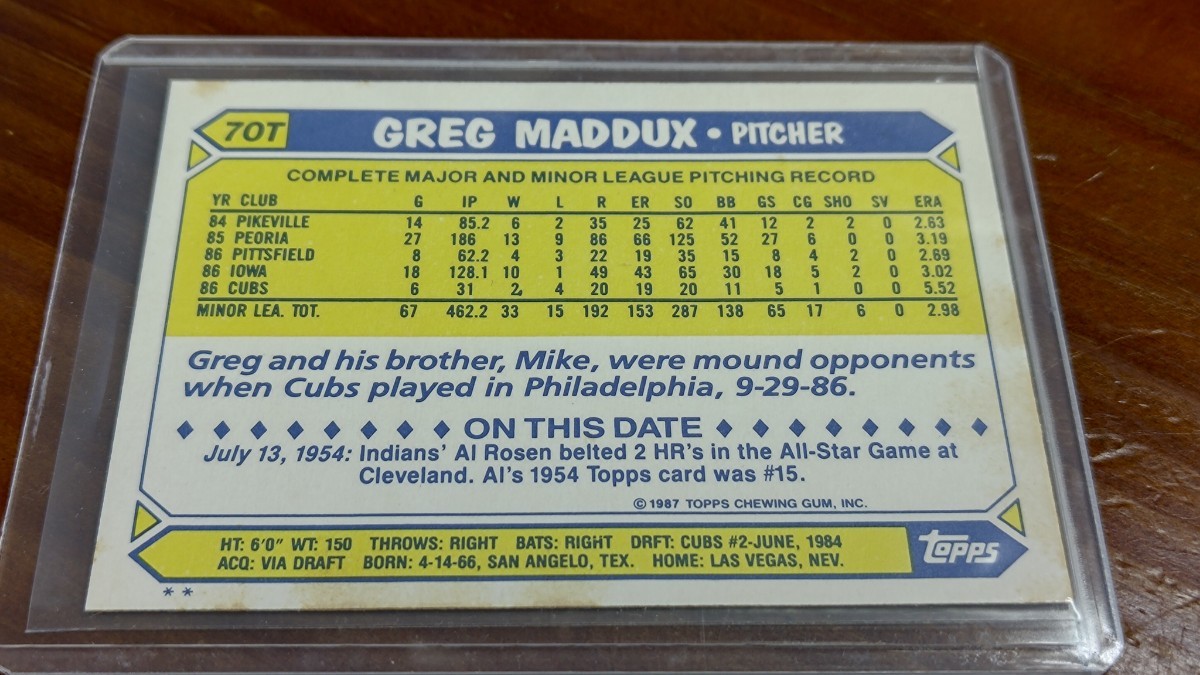 70T GREG MADDUX • PITCHER
COMPLETE MAJOR AND MINOR LEAGUE PITCHING RECORD
YR CLUB G IP W L R ER SO BB GS CG SHO SV ERA
84 PIKEVILLE 14 85.2 6 2 35 25 62 41 12 2 2 0 2.63
85 PEORIA 27 186 13 9 86 66 125 52 27 6 0 0 3.19
86 PITTSFIELD 8 62.2 4 3 22 19 35 15 8 4 2 0 2.69
86 IOWA 18 128.1 10 1 49 43 65 30 18 5 2 0 3.02
86 CUBS 6 31 2 4 20 19 20 11 5 1 0 0 5.52
MINOR LEA. TOT. 67 462.2 33 15 192 153 287 138 65 17 6 0 2.98
Greg and his brother, Mike, were mound opponents
when Cubs played in Philadelphia, 9-29-86.
♦ ♦ ♦ ♦ ♦ ♦ ♦ ♦ ON THIS DATE ♦ ♦ ♦ ♦ ♦ ♦ ♦ ♦
July 13, 1954: Indians' Al Rosen belted 2 HR's in the All-Star Game at
Cleveland. Al's 1954 Topps card was #15.
© 1987 TOPPS CHEWING GUM, INC.
HT: 6'0" WT: 150 THROWS: RIGHT BATS: RIGHT DRFT: CUBS #2-JUNE, 1984
ACQ: VIA DRAFT BORN: 4-14-66, SAN ANGELO, TEX. HOME: LAS VEGAS, NEV.
topps
* *